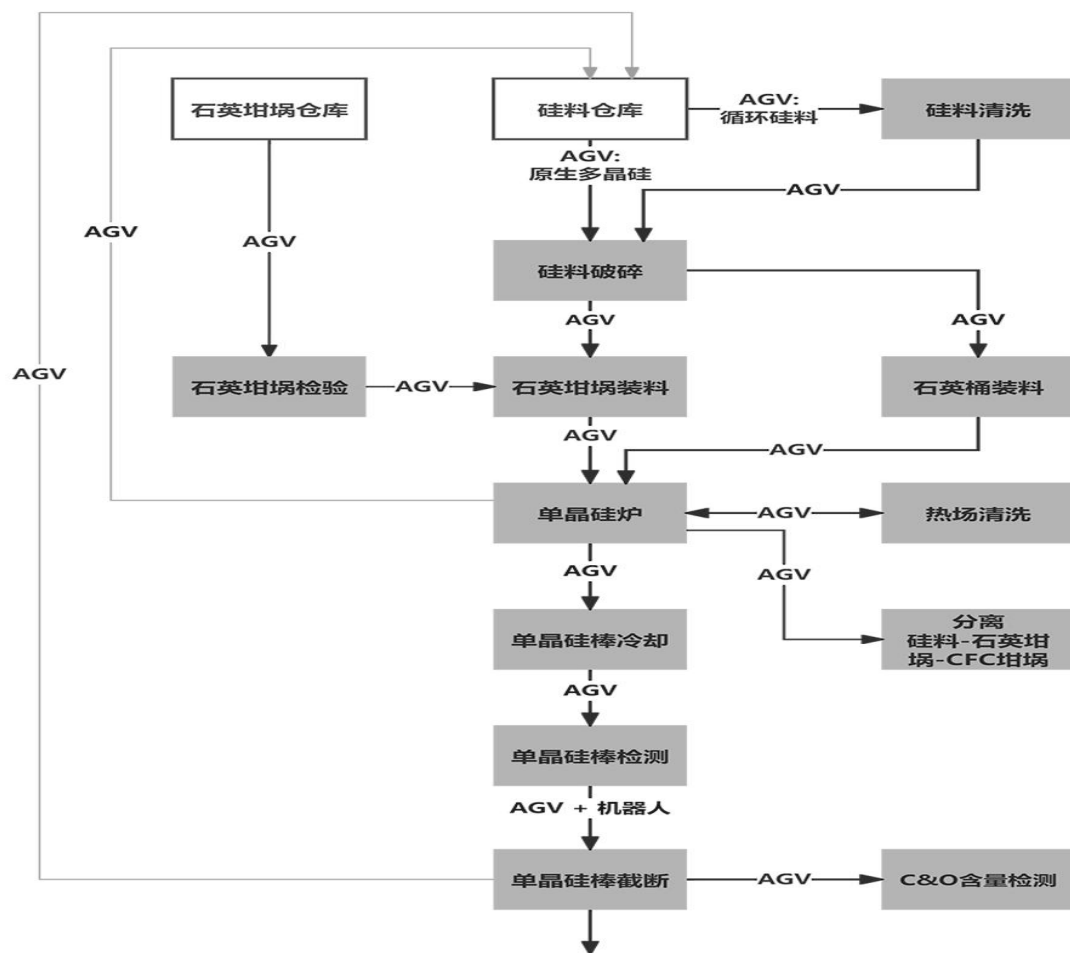 石英坩埚仓库
硅料仓库
AGV:
循环硅料
硅料清洗
AGV:
原生多晶硅
AGV
AGV
AGV
硅料破碎
AGV
AGV
AGV
石英坩埚检验
AGV
石英坩埚装料
石英桶装料
AGV
AGV
单晶硅炉
AGV
热场清洗
AGV
AGV
分离
硅料-石英坩
埚-CFC坩埚
单晶硅棒冷却
AGV
单晶硅棒检测
AGV + 机器人
单晶硅棒截断
AGV
C&O含量检测